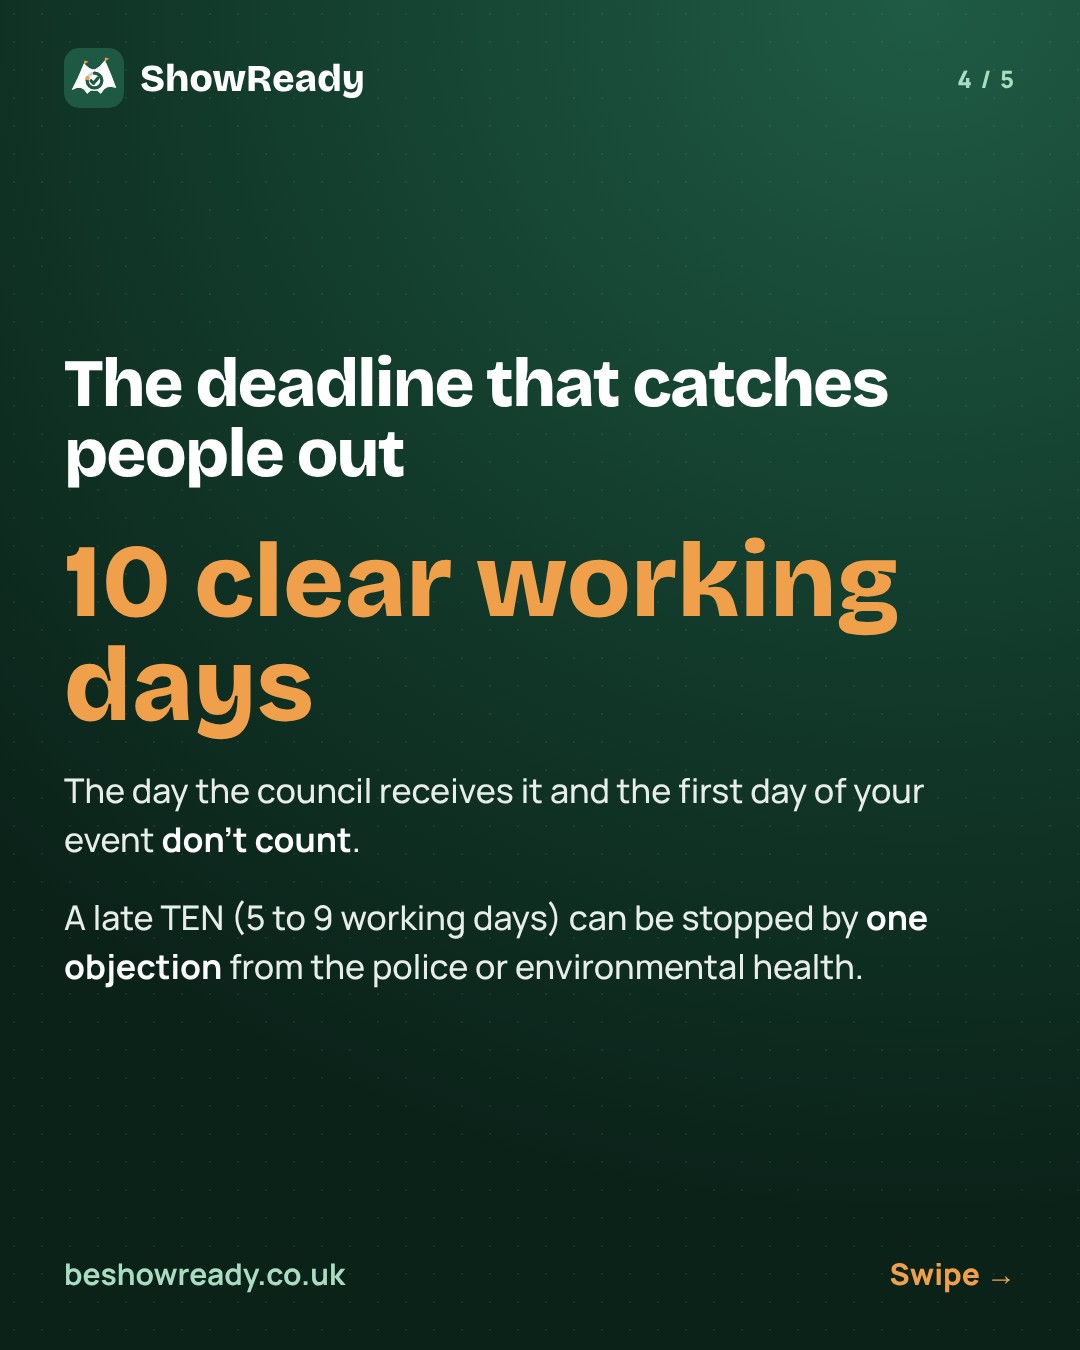 ShowReady
4 / 5
The deadline that catches
people out
10 clear working
days
The day the council receives it and the first day of your
event don’t count.
A late TEN (5 to 9 working days) can be stopped by one
objection from the police or environmental health.
beshowready.co.uk
Swipe →